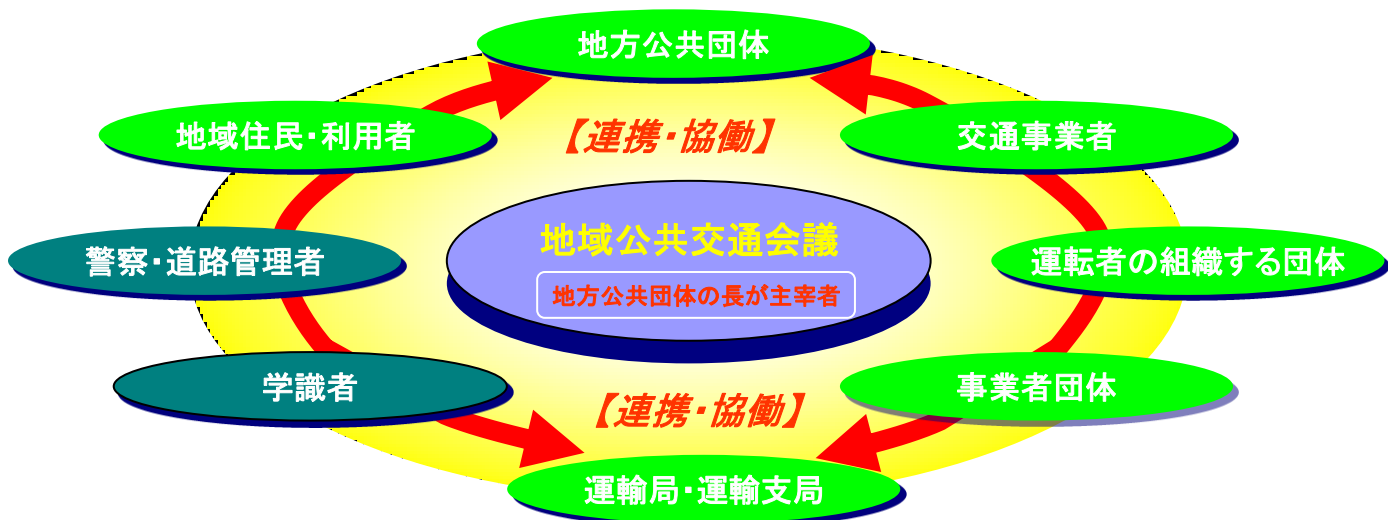 地方公共団体
地域住民・利用者
【連携・協働】
交通事業者
地域公共交通会議
警察・道路管理者
運転者の組織する団体
地方公共団体の長が主宰者
学識者
事業者団体
【連携・協働】
運輸局・運輸支局